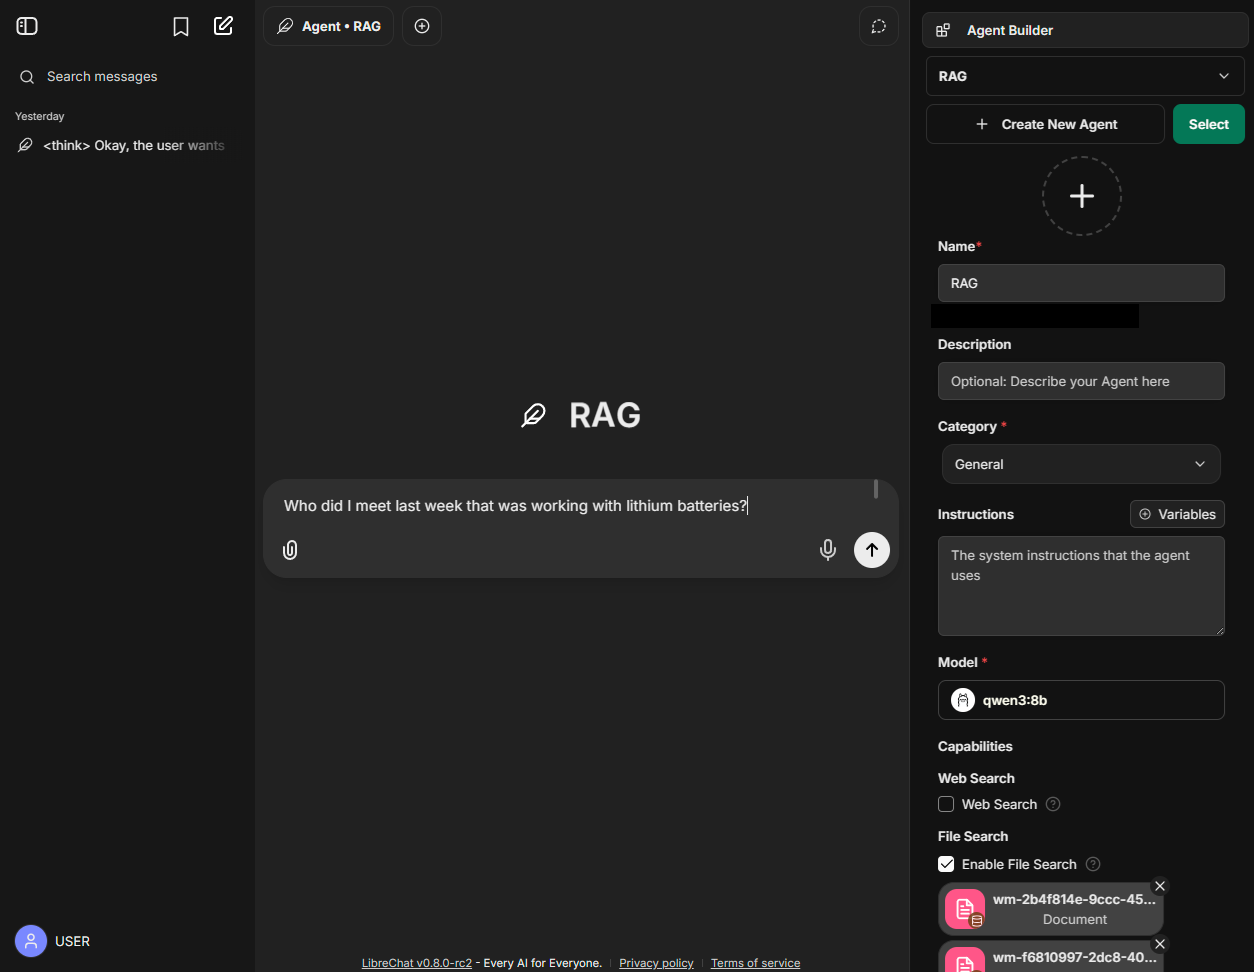 Search messages
Yesterday
<think> Okay, the user wants
USER
Agent • RAG
RAG
Who did I meet last week that was working with lithium batteries?
LibreChat v0.8.0-rc2 - Every AI for Everyone.
Privacy policy
Terms of service
Agent Builder
RAG
Create New Agent
Select
Name*
RAG
Description
Optional: Describe your Agent here
Category *
General
Instructions
Variables
The system instructions that the agent
uses
Model *
qwen3:8b
Capabilities
Web Search
Web Search
File Search
Enable File Search
wm-2b4f814e-9ccc-45...
Document
wm-f6810997-2dc8-40...